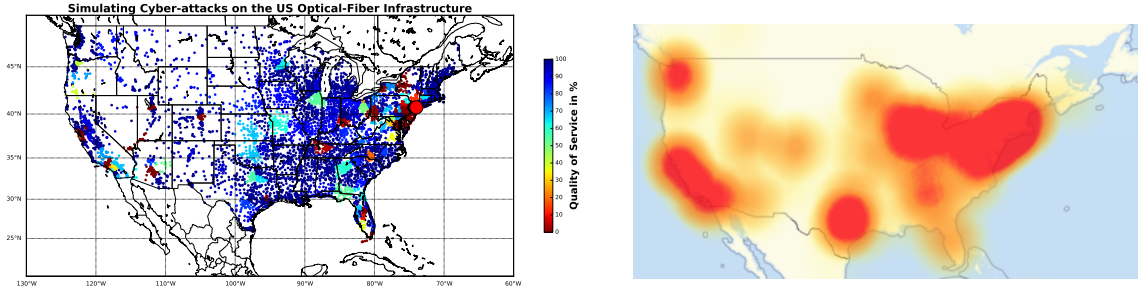 Simulating Cyber-attacks on the US Optical-Fiber Infrastructure
45°N
40°N
35°N
30°N
25°N
130°W 120°W 110°W 100°W 90°W 80°W 70°W 60°W
100
90
80
70
60
50
40
30
20
10
0
Quality of Service in %